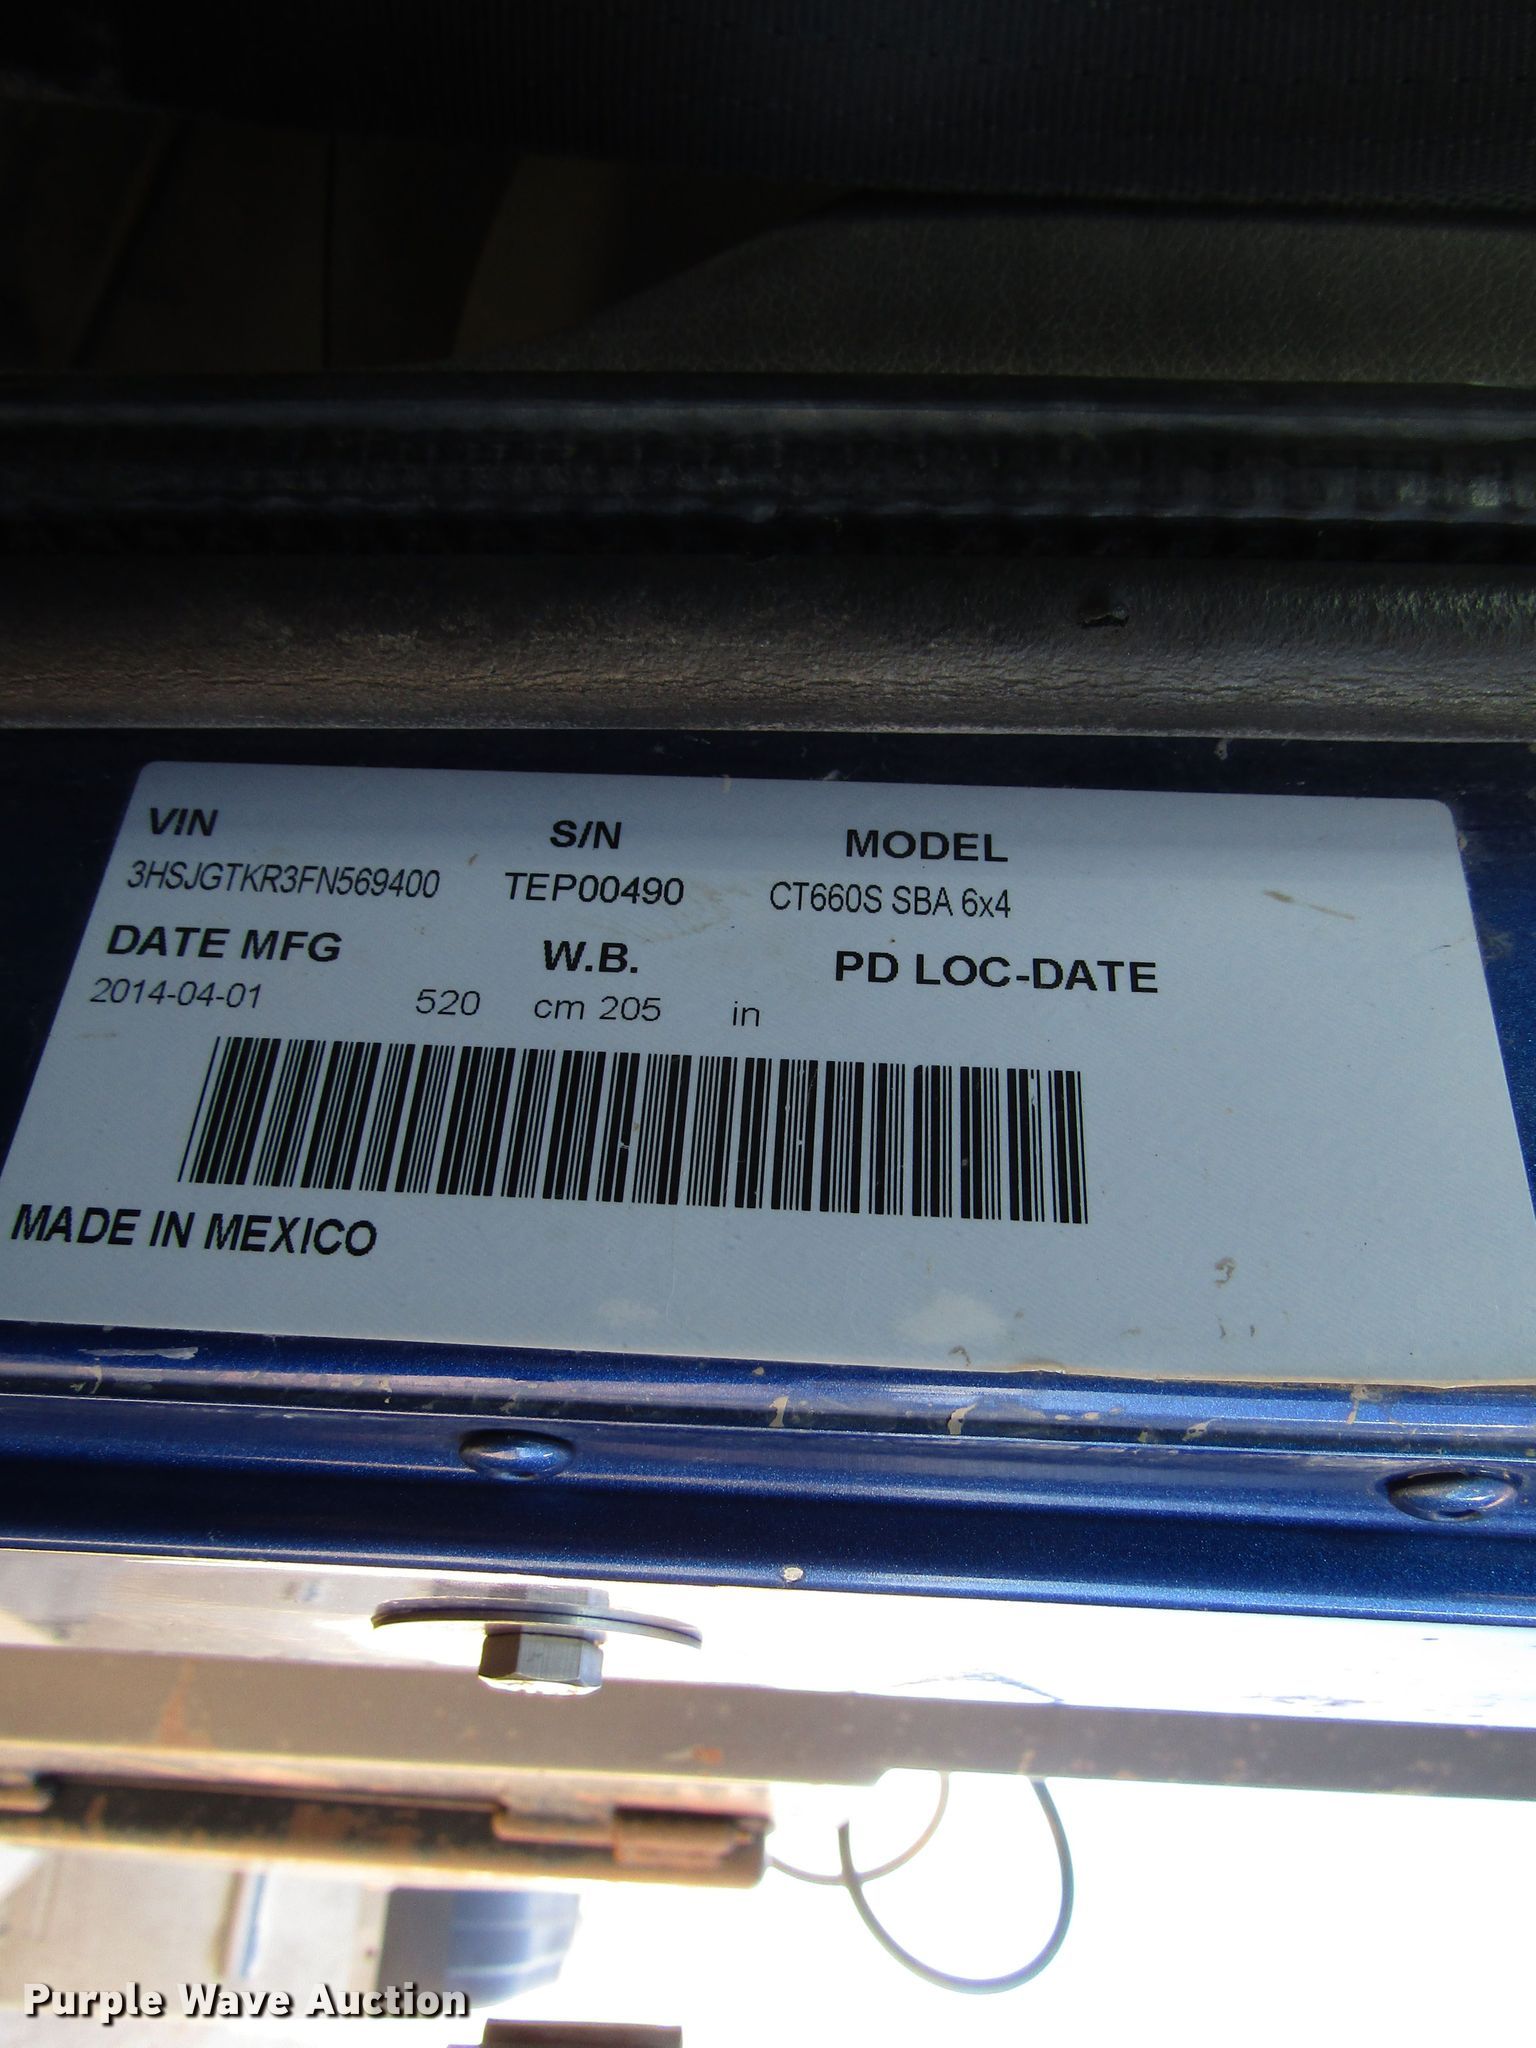 VIN S/N MODEL
3HSJGTKR3FN569400 TEP00490 CT660S SBA 6x4
DATE MFG W.B. PD LOC-DATE
2014-04-01 520 cm 205 in
MADE IN MEXICO
Purple Wave Auction